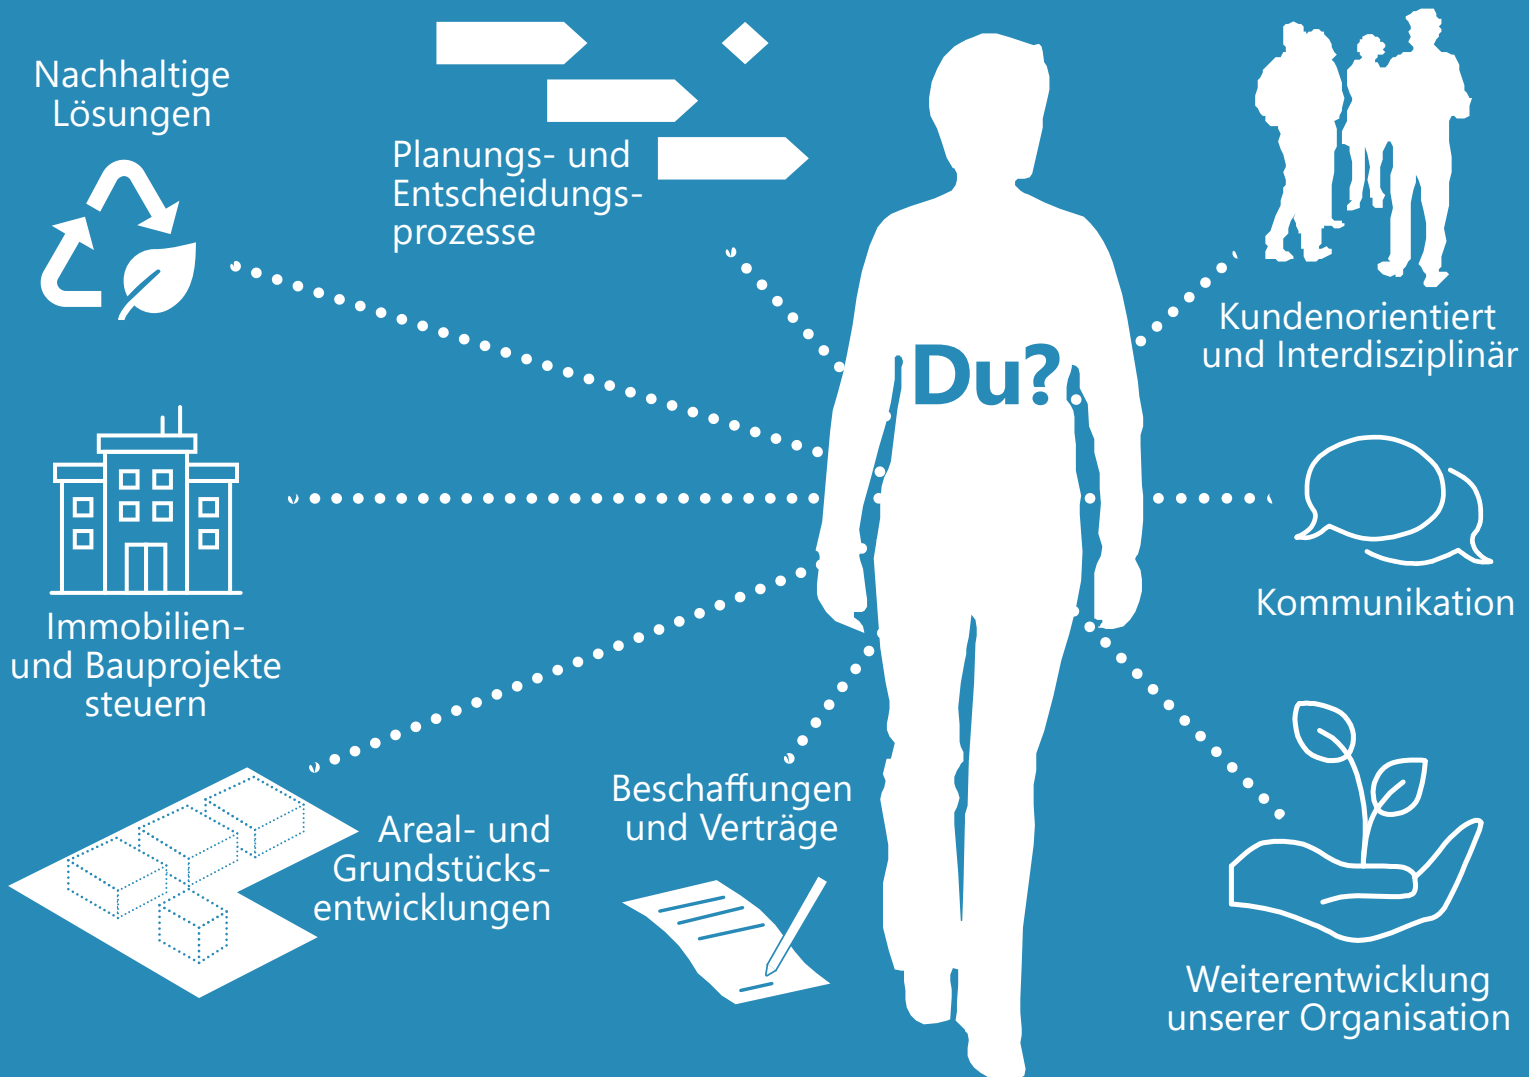 Nachhaltige
Lösungen
Planungs- und
Entscheidungs-
prozesse
Du?
Kundenorientiert
und Interdisziplinär
Immobilien-
und Bauprojekte
steuern
Kommunikation
Areal- und
Grundstücks-
entwicklungen
Beschaffungen
und Verträge
Weiterentwicklung
unserer Organisation